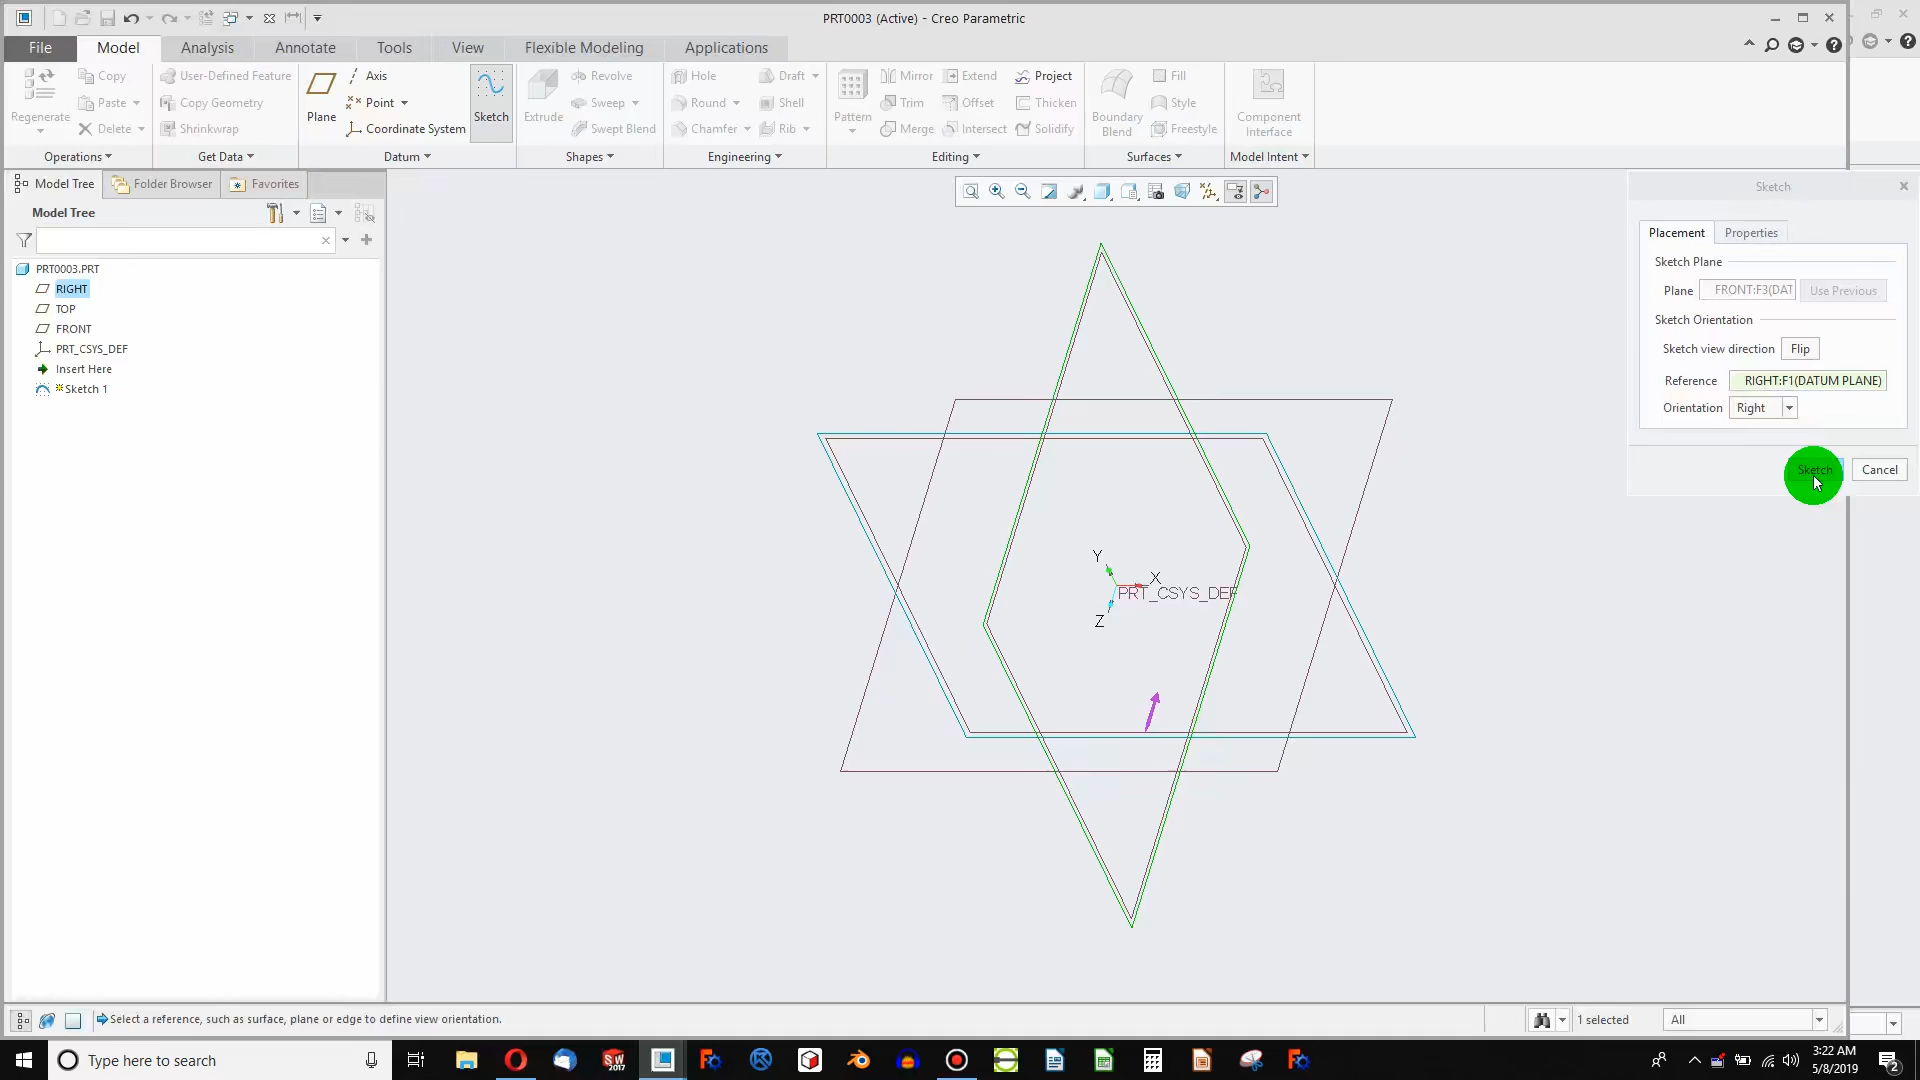 PRT0003 (Active) - Creo Parametric
File
Model
Analysis
Annotate
Tools
View
Flexible Modeling
Applications
Regenerate
Copy
Paste
Delete
Operations
User-Defined Feature
Copy Geometry
Shrinkwrap
Get Data
Plane
Axis
Point
Coordinate System
Datum
Sketch
Extrude
Revolve
Sweep
Swept Blend
Shapes
Hole
Round
Chamfer
Draft
Shell
Rib
Engineering
Pattern
Mirror
Trim
Merge
Extend
Offset
Intersect
Project
Thicken
Solidify
Editing
Boundary
Blend
Fill
Style
Freestyle
Surfaces
Component
Interface
Model Intent
Model Tree
Folder Browser
Favorites
Model Tree
PRT0003.PRT
RIGHT
TOP
FRONT
PRT_CSYS_DEF
Insert Here
Sketch 1
Y
X
PRT_CSYS_DEF
Z
Sketch
Placement
Properties
Sketch Plane
Plane
FRONT:F3(DAT
Use Previous
Sketch Orientation
Sketch view direction
Flip
Reference
RIGHT:F1(DATUM PLANE)
Orientation
Right
Sketch
Cancel
Select a reference, such as surface, plane or edge to define view orientation.
1 selected
All
Type here to search
SW
2017
3:22 AM
5/8/2019
2